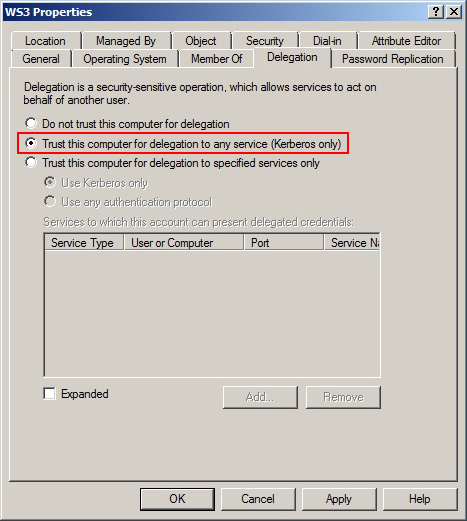 WS3 Properties
Location Managed By Object Security Dial-in Attribute Editor
General Operating System Member Of Delegation Password Replication
Delegation is a security-sensitive operation, which allows services to act on
behalf of another user.
Do not trust this computer for delegation
Trust this computer for delegation to any service (Kerberos only)
Trust this computer for delegation to specified services only
Use Kerberos only
Use any authentication protocol
Services to which this account can present delegated credentials:
Service Type User or Computer Port Service Na
Expanded Add... Remove
OK Cancel Apply Help